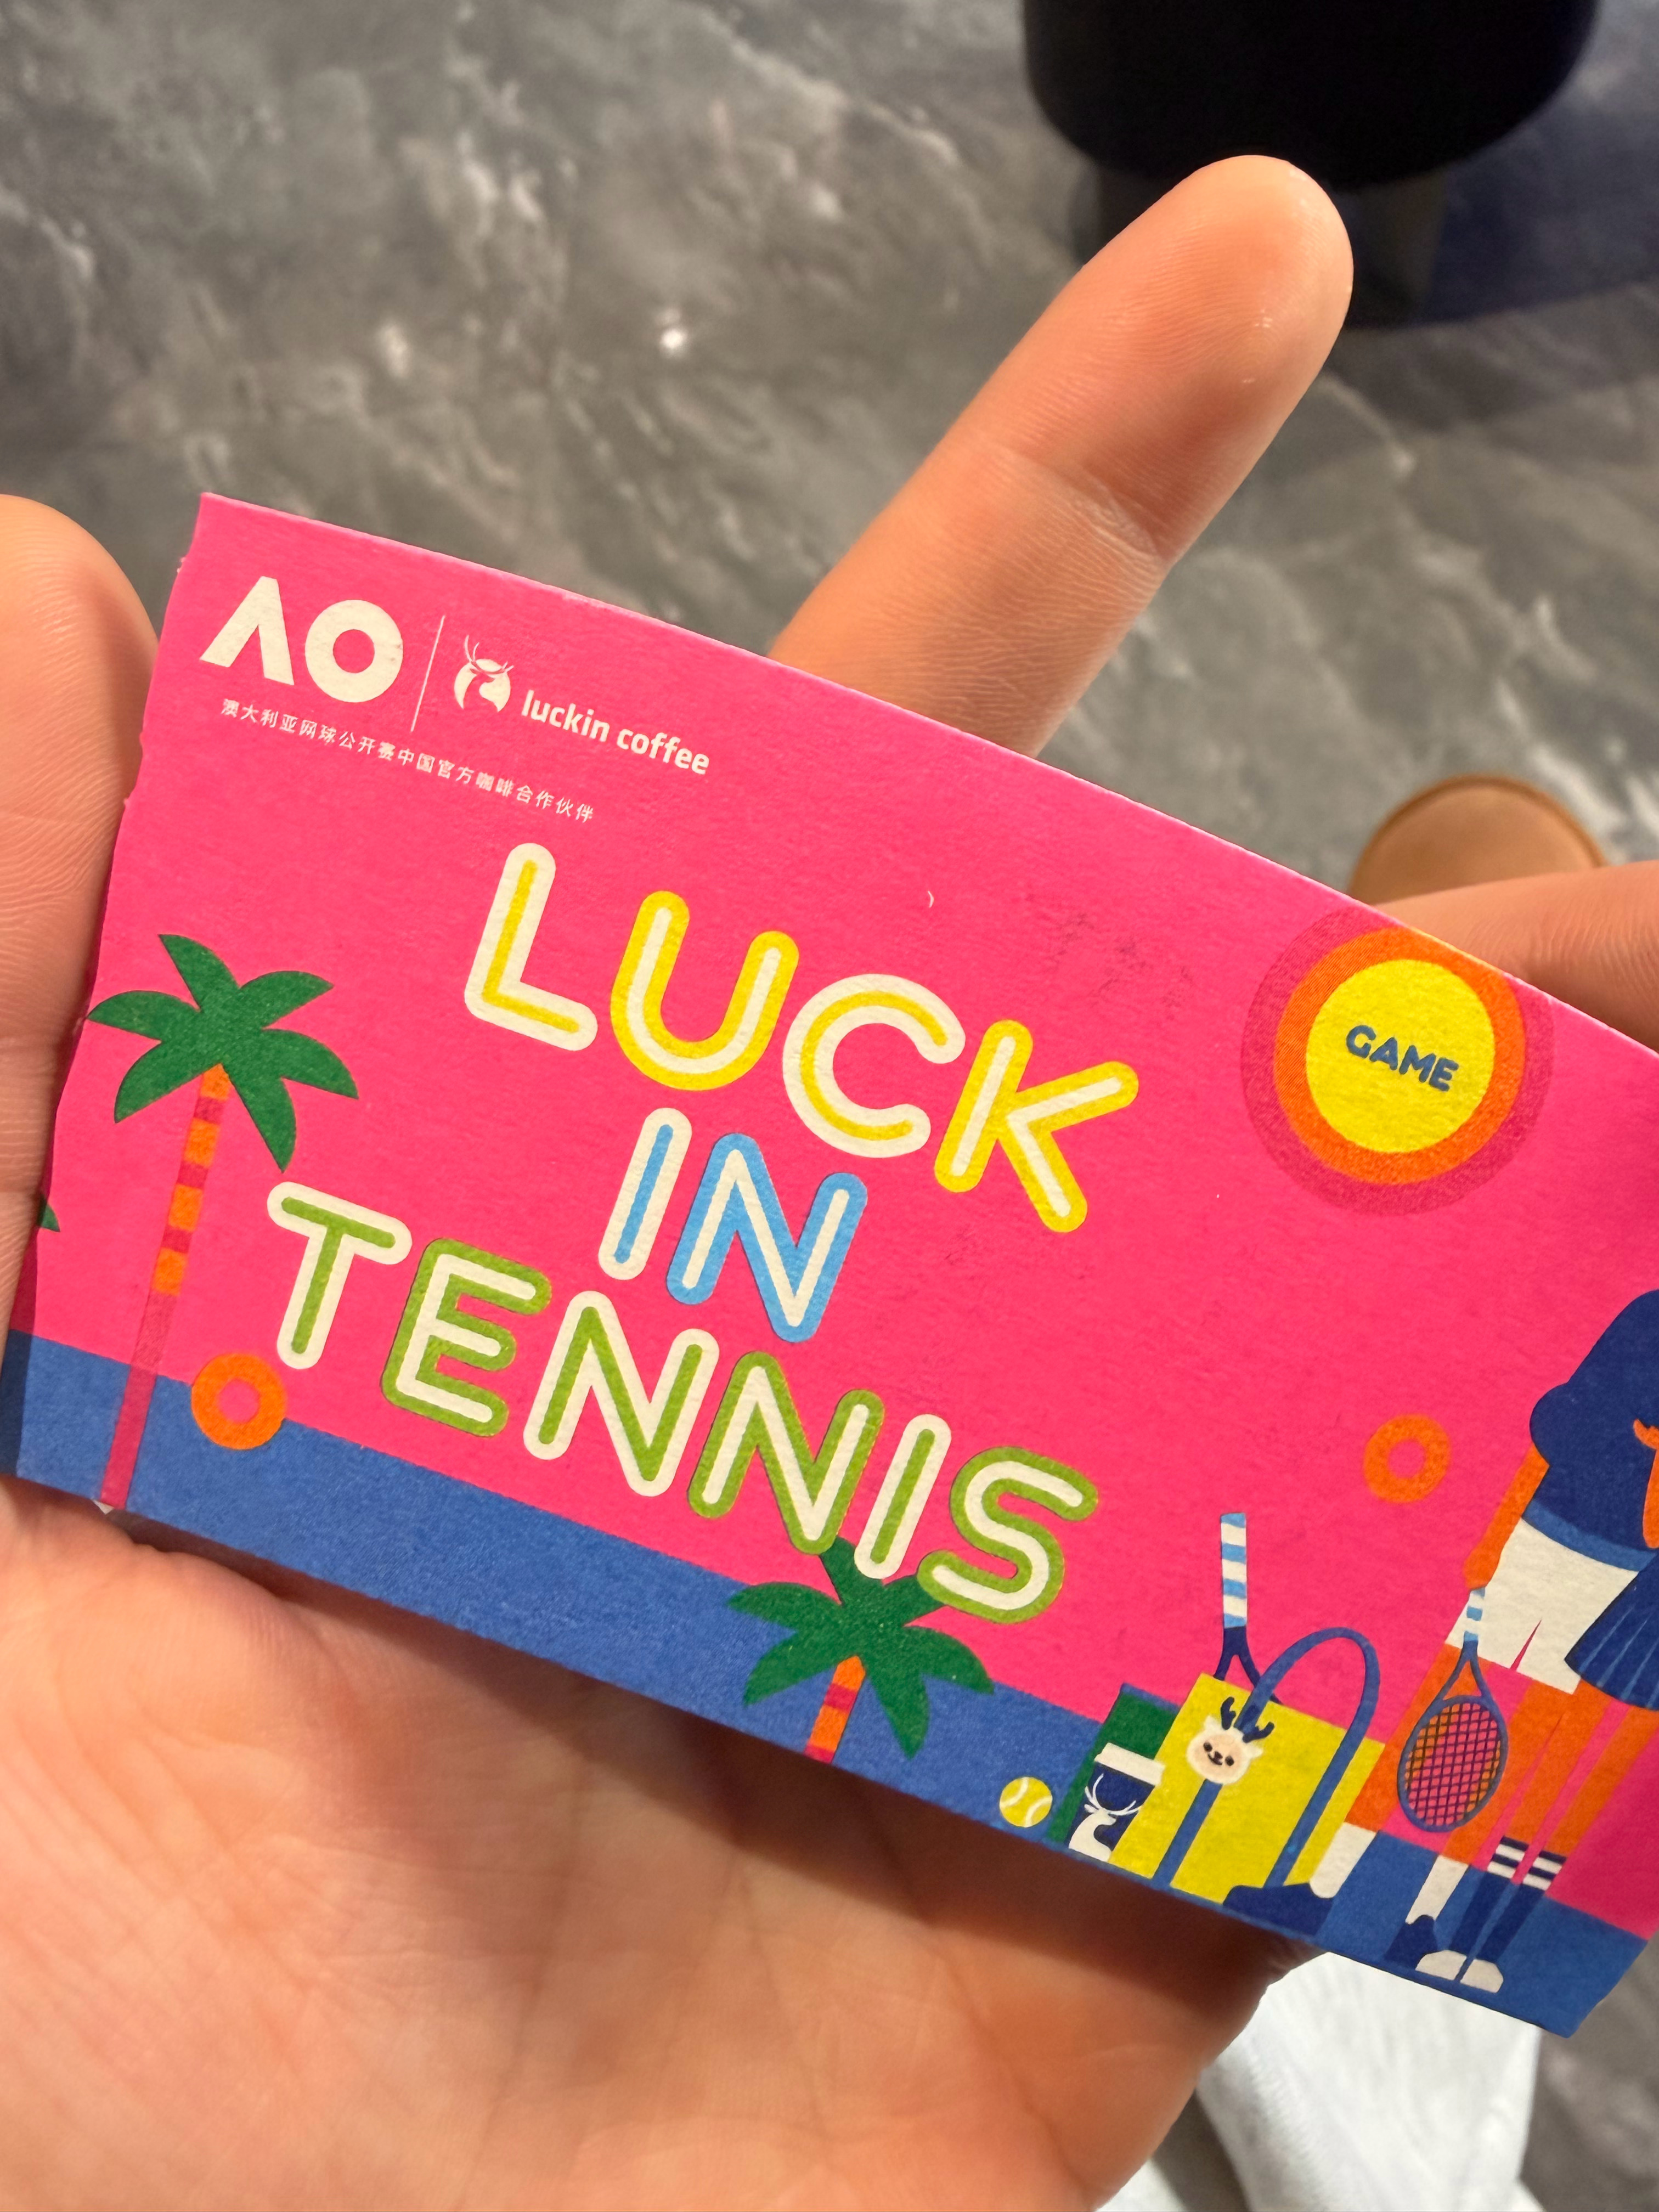 AO luckin coffee
澳大利亚网球公开赛中国官方咖啡合作伙伴
LUCK
IN
TENNIS
GAME